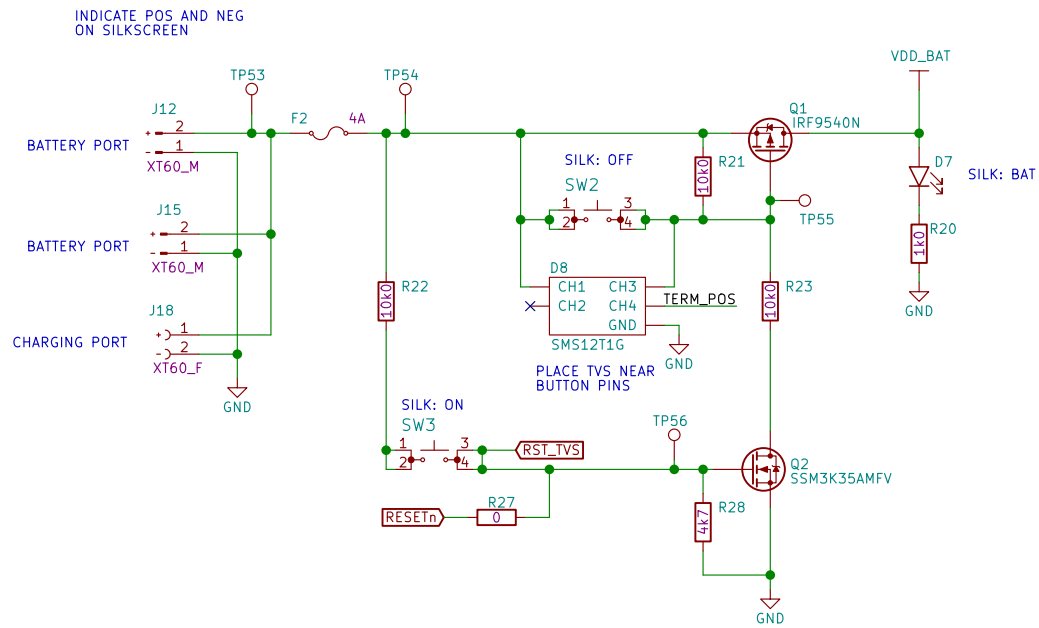 INDICATE POS AND NEG
ON SILKSCREEN
TP53
TP54
VDD_BAT
J12
F2
4A
Q1
IRF9540N
+
2
-
1
BATTERY PORT
XT60_M
SILK: OFF
R21
10k0
D7
SILK: BAT
SW2
1
3
2
4
TP55
J15
+
2
-
1
BATTERY PORT
XT60_M
R20
1k0
D8
CH1
CH3
CH2
CH4
GND
TERM_POS
SMS12T1G
R22
10k0
R23
10k0
GND
J18
+
1
-
2
CHARGING PORT
XT60_F
GND
GND
PLACE TVS NEAR
BUTTON PINS
SILK: ON
SW3
1
3
2
4
RST_TVS
TP56
Q2
SSM3K35AMFV
R27
0
RESETn
R28
4k7
GND